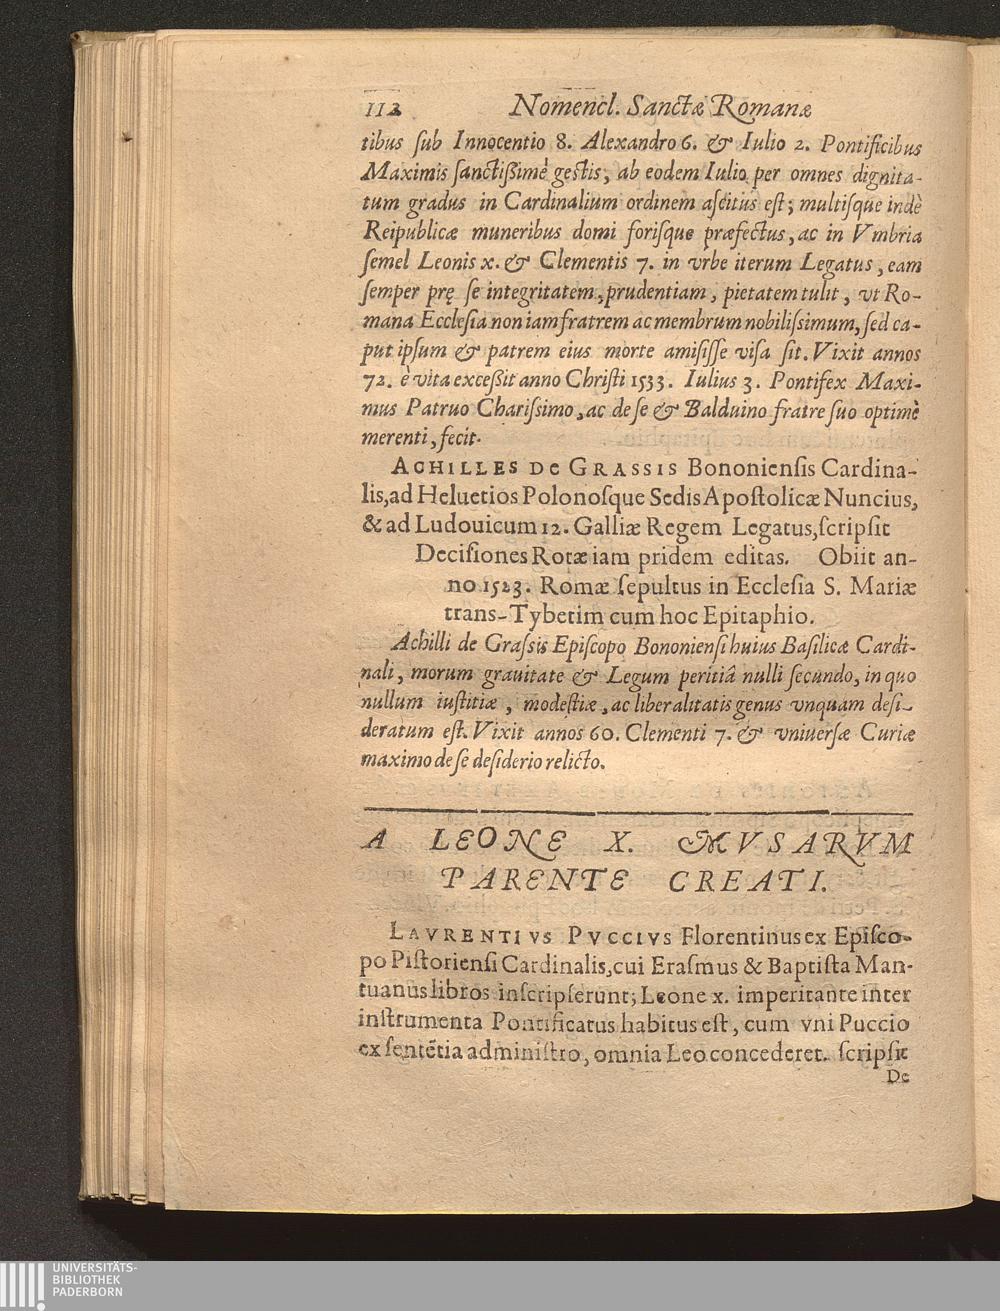 112 Nomencl. Sanctæ Romanæ
tibus ſub Innocentio 8. Alexandro 6. & Iulio 2. Pontificibus
Maximis ſanctißimè geſtis, ab eodem Iulio per omnes dignita-
tum gradus in Cardinalium ordinem aſcitus eſt; multiſque indè
Reipublicæ muneribus domi foriſque præfectus, ac in Vmbria
ſemel Leonis x. & Clementis 7. in vrbe iterum Legatus, eam
ſemper prę ſe integritatem, prudentiam, pietatem tulit, vt Ro-
mana Eccleſia non iam fratrem ac membrum nobiliſsimum, ſed ca-
put ipſum & patrem eius morte amiſiſſe viſa ſit. Vixit annos
72. è vita exceßit anno Chriſti 1533. Iulius 3. Pontifex Maxi-
mus Patruo Chariſsimo, ac de ſe & Balduino fratre ſuo optimè
merenti, fecit.
ACHILLES De GRASSIS Bononienſis Cardina-
lis, ad Heluetios Polonoſque Sedis Apoſtolicæ Nuncius,
& ad Ludouicum 12. Galliæ Regem Legatus, ſcripſit
Deciſiones Rotæ iam pridem editas. Obiit an-
no 1523. Romæ ſepultus in Eccleſia S. Mariæ
trans-Tyberim cum hoc Epitaphio.
Achilli de Graſsis Epiſcopo Bononienſi huius Baſilicæ Cardi-
nali, morum grauitate & Legum peritiâ nulli ſecundo, in quo
nullum iuſtitiæ, modeſtiæ, ac liberalitatis genus vnquam deſi-
deratum eſt. Vixit annos 60. Clementi 7. & vniuerſæ Curiæ
maximo de ſe deſiderio relicto.
A LEONE X. MVSARVM
PARENTE CREATI.
LAVRENTIVS PVCCIVS Florentinus ex Epiſco-
po Piſtorienſi Cardinalis, cui Eraſmus & Baptiſta Man-
tuanus libros inſcripſerunt; Leone x. imperitante inter
inſtrumenta Pontificatus habitus eſt, cum vni Puccio
ex ſentẽtia adminiſtro, omnia Leo concederet. ſcripſit
De
UNIVERSITÄTS-
BIBLIOTHEK
PADERBORN